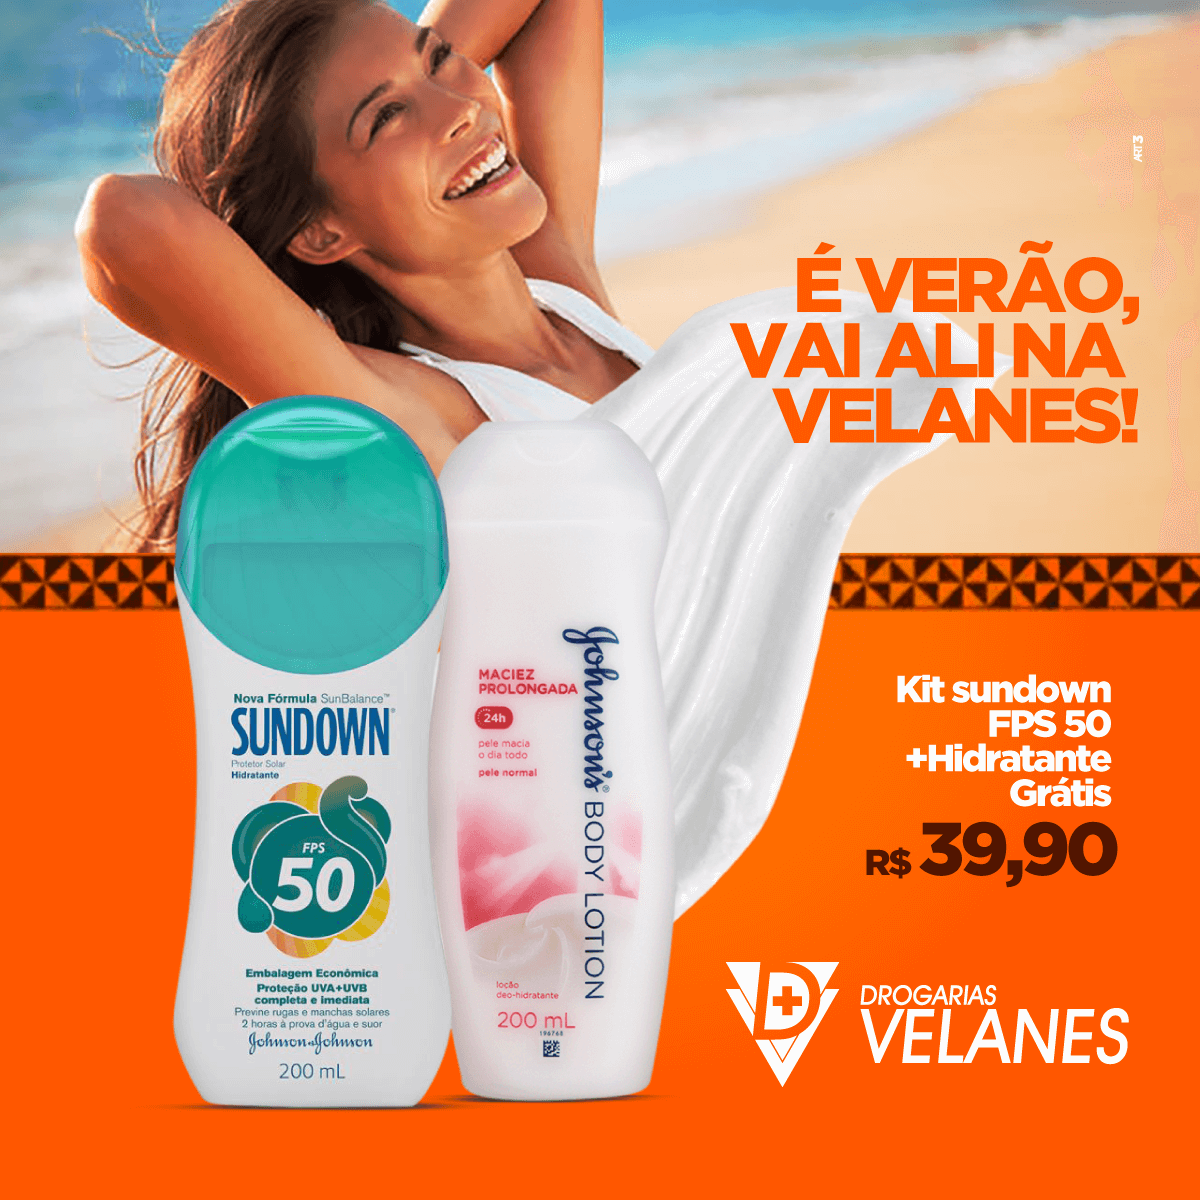 ART3
É VERÃO,
VAI ALI NA
VELANES!
Nova Fórmula SunBalance™
SUNDOWN®
Protetor Solar
Hidratante
FPS
50
Embalagem Econômica
Proteção UVA+UVB
completa e imediata
Previne rugas e manchas solares
2 horas à prova d'água e suor
Johnson & Johnson
200 mL
MACIEZ
PROLONGADA
24h
pele macia
o dia todo
pele normal
Johnson's® BODY LOTION
locão
deo-hidratante
200 mL
196768
Kit sundown
FPS 50
+Hidratante
Grátis
R$ 39,90
D
DROGARIAS
VELANES